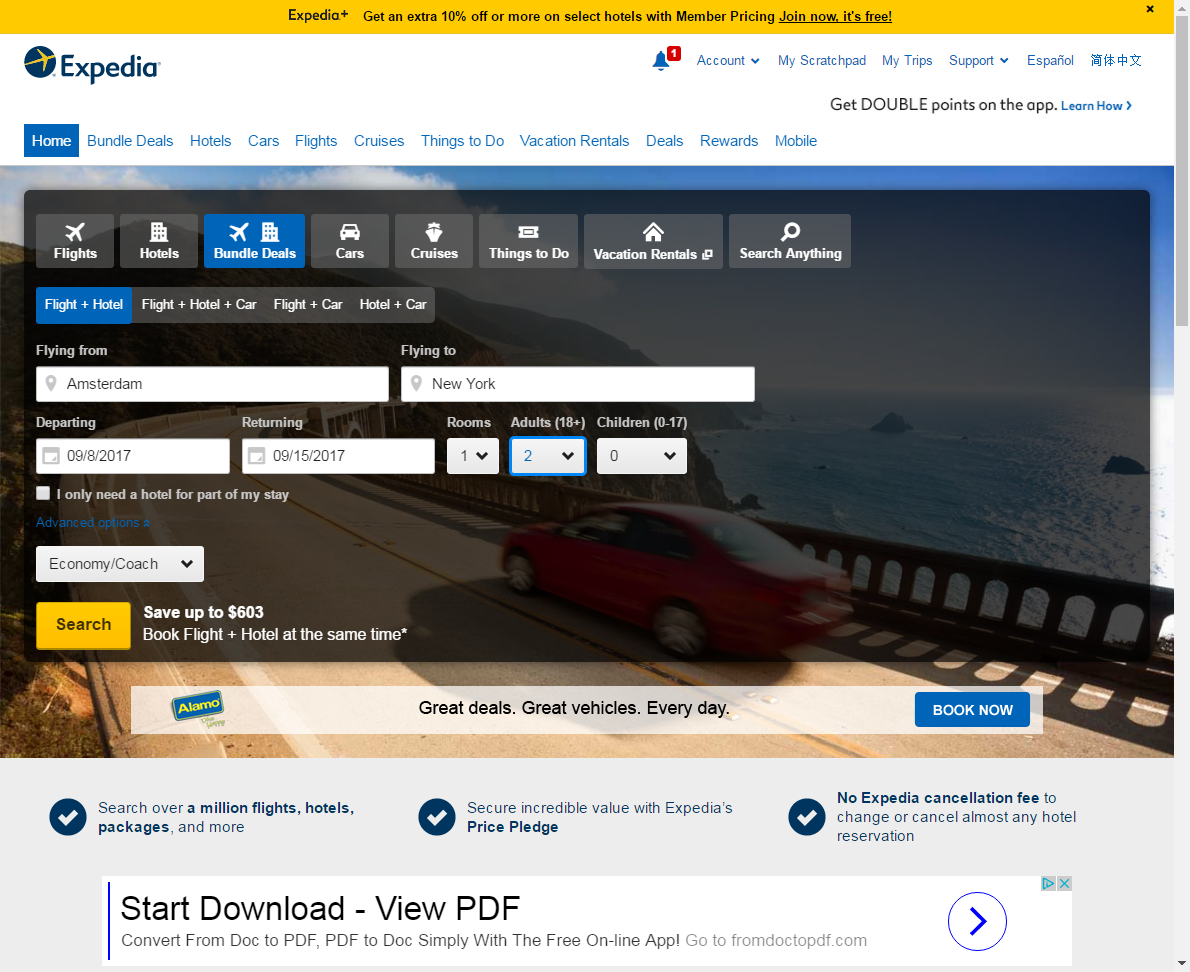 Expedia+ Get an extra 10% off or more on select hotels with Member Pricing Join now, it's free!
Expedia
1 Account My Scratchpad My Trips Support Español 简体中文
Get DOUBLE points on the app. Learn How >
Home Bundle Deals Hotels Cars Flights Cruises Things to Do Vacation Rentals Deals Rewards Mobile
Flights Hotels Bundle Deals Cars Cruises Things to Do Vacation Rentals Search Anything
Flight + Hotel Flight + Hotel + Car Flight + Car Hotel + Car
Flying from Flying to
Amsterdam New York
Departing Returning Rooms Adults (18+) Children (0-17)
09/8/2017 09/15/2017 1 2 0
I only need a hotel for part of my stay
Advanced options
Economy/Coach
Search
Save up to $603
Book Flight + Hotel at the same time*
Alamo
Great deals. Great vehicles. Every day.
BOOK NOW
Search over a million flights, hotels,
packages, and more
Secure incredible value with Expedia’s
Price Pledge
No Expedia cancellation fee to
change or cancel almost any hotel
reservation
Start Download - View PDF
Convert From Doc to PDF, PDF to Doc Simply With The Free On-line App! Go to fromdoctopdf.com